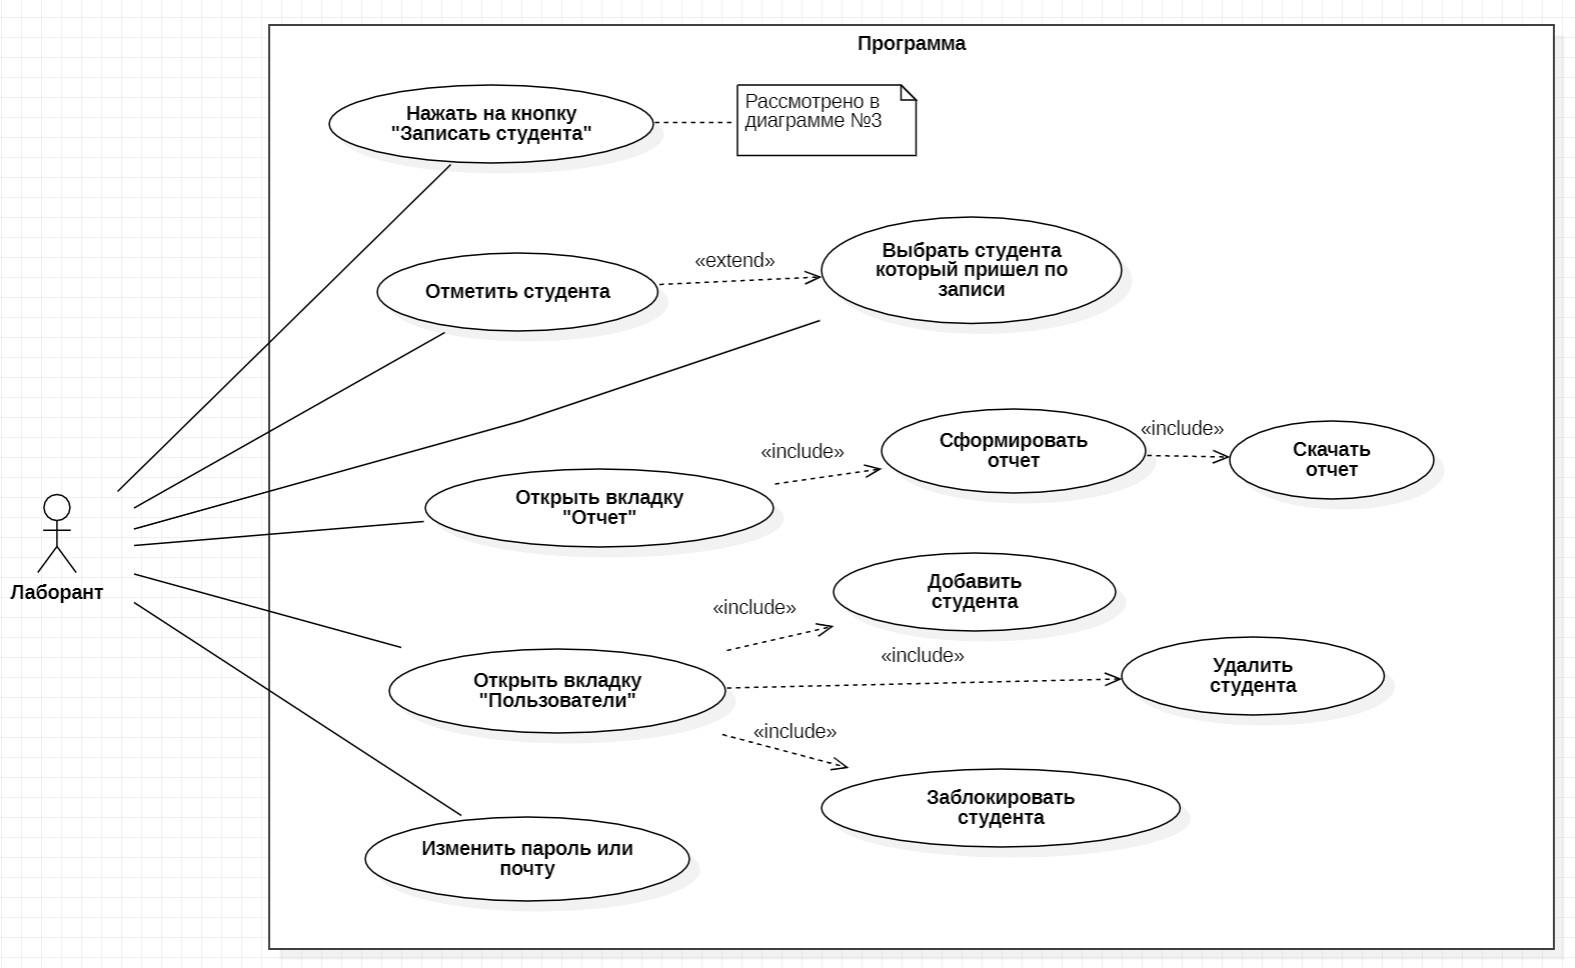 Программа
Нажать на кнопку
"Записать студента"
Рассмотрено в
диаграмме №3
Отметить студента
«extend»
Выбрать студента
который пришел по
записи
Открыть вкладку
"Отчет"
«include»
Сформировать
отчет
«include»
Скачать
отчет
Лаборант
Открыть вкладку
"Пользователи"
«include»
Добавить
студента
«include»
Удалить
студента
«include»
Заблокировать
студента
Изменить пароль или
почту